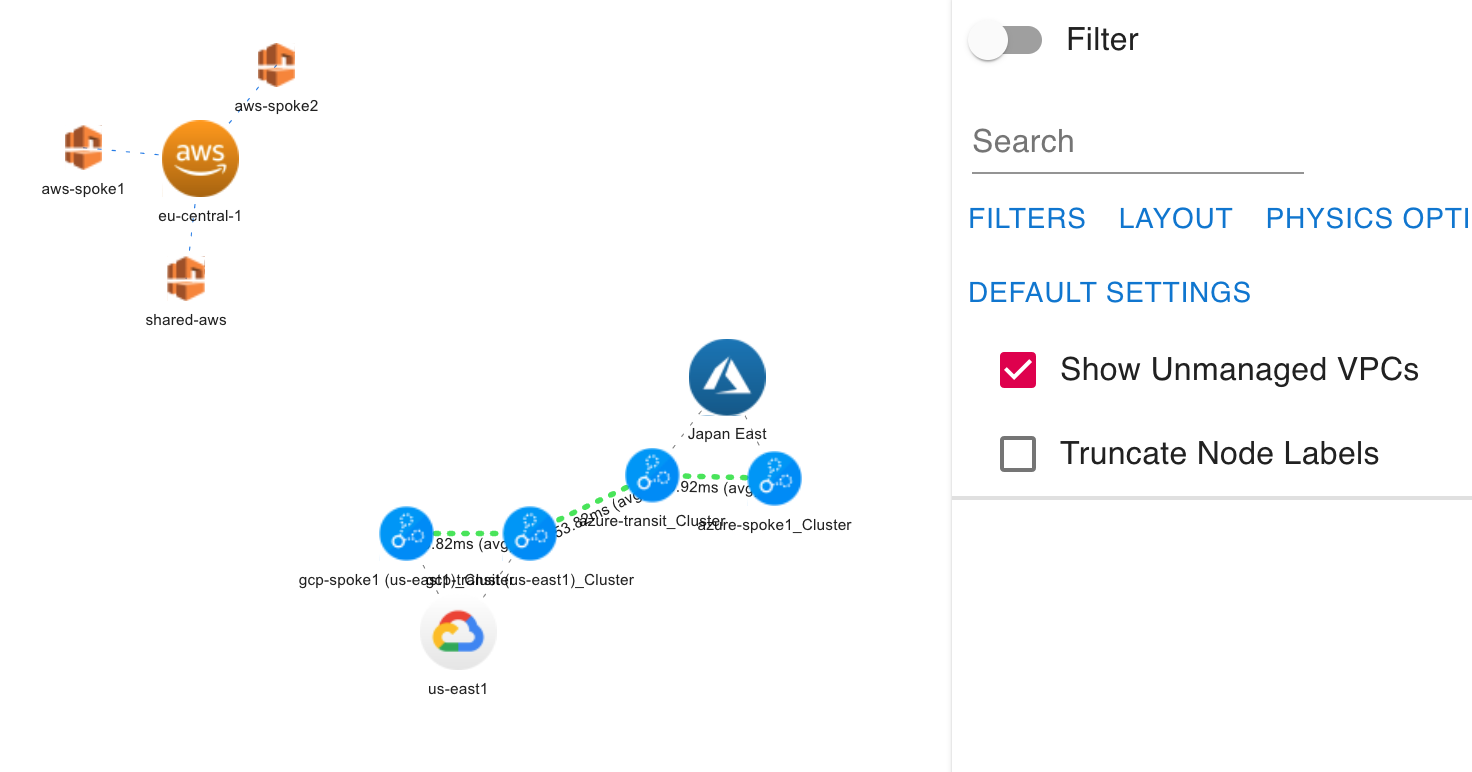 aws-spoke2
aws
aws-spoke1
eu-central-1
shared-aws
Japan East
.92ms (avg
53.82ms (avg
azure-transit_Cluster
azure-spoke1_Cluster
.82ms (avg
gcp-spoke1 (us-east1)_Cluster
gcp-transit (us-east1)_Cluster
us-east1
Filter
Search
FILTERS LAYOUT PHYSICS OPTI
DEFAULT SETTINGS
Show Unmanaged VPCs
Truncate Node Labels